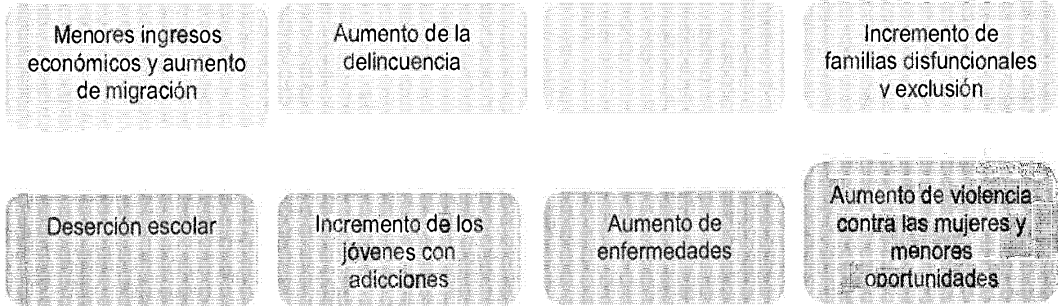 Menores ingresos
económicos y aumento
de migración
Aumento de la
delincuencia
Incremento de
familias disfuncionales
y exclusión
Deserción escolar
Incremento de los
jóvenes con
adicciones
Aumento de
enfermedades
Aumento de violencia
contra las mujeres y
menores
oportunidades